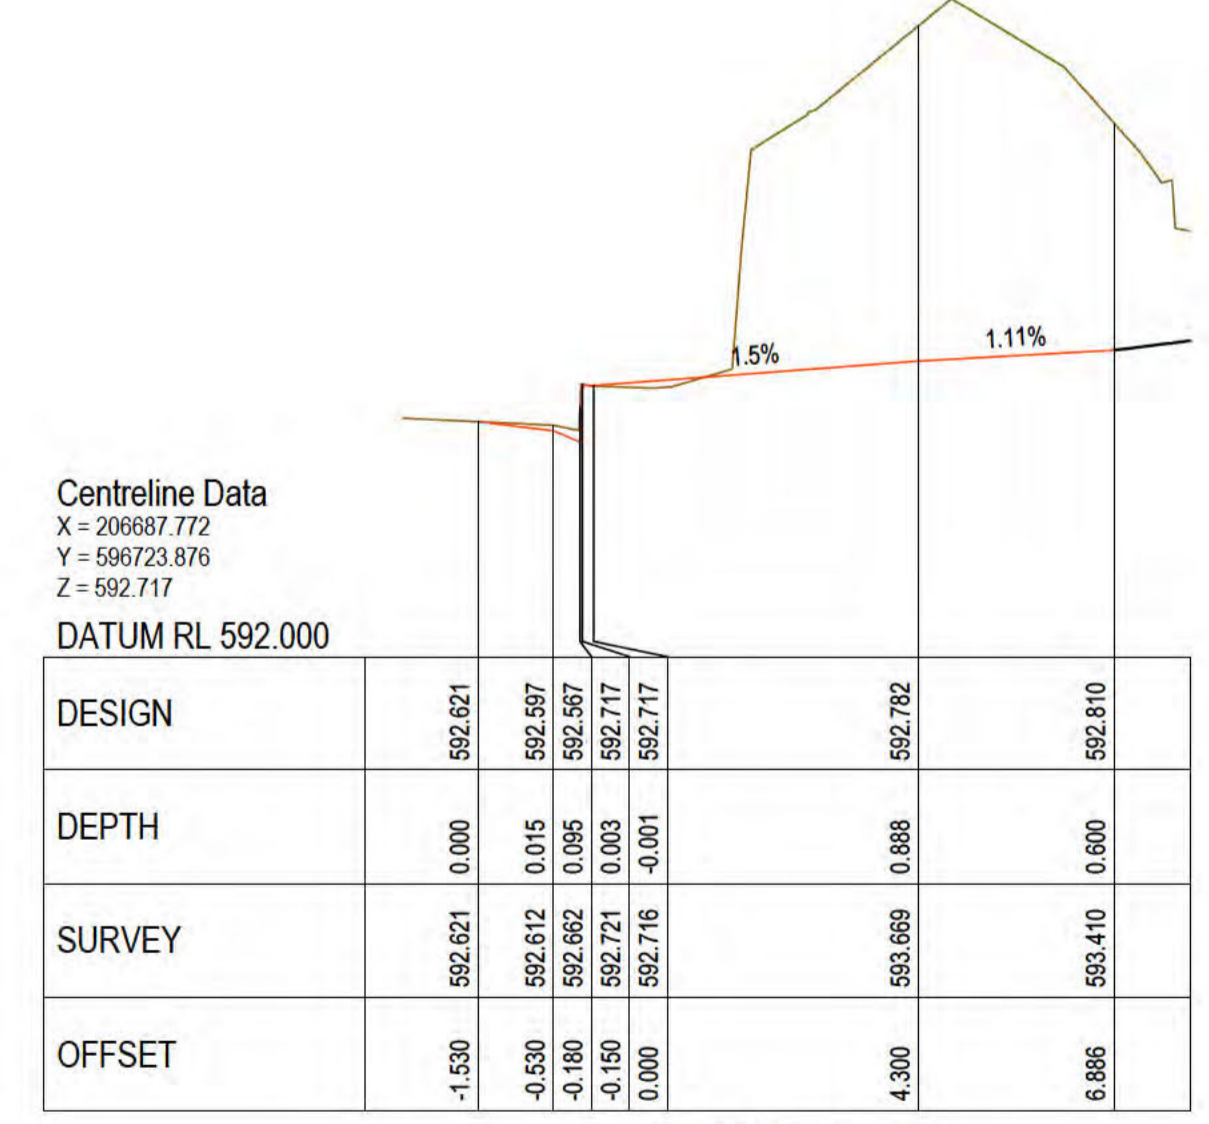 1.5%
1.11%
Centreline Data
X = 206687.772
Y = 596723.876
Z = 592.717
DATUM RL 592.000
DESIGN 592.621 592.597 592.567 592.717 592.717 592.782 592.810
DEPTH 0.000 0.015 0.095 0.003 -0.001 0.888 0.600
SURVEY 592.621 592.612 592.662 592.721 592.716 593.669 593.410
OFFSET -1.530 -0.530 -0.180 -0.150 0.000 4.300 6.886